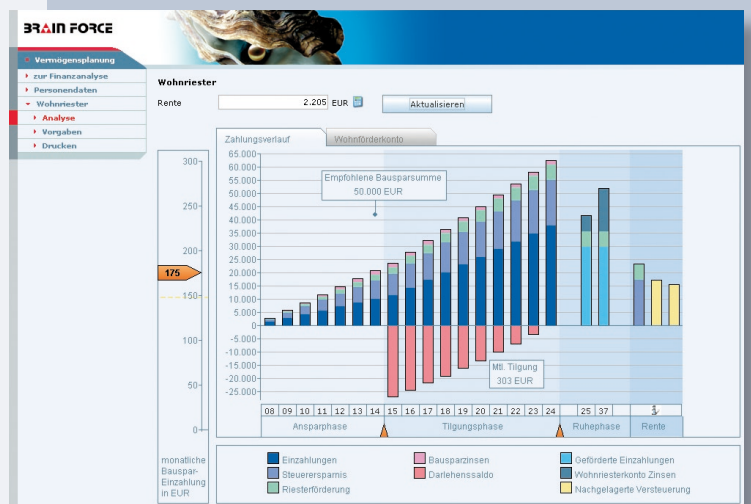 BRAIN FORCE
Vermögensplanung
zur Finanzanalyse
Personendaten
Wohnriester
Analyse
Vorgaben
Drucken
Wohnriester
Rente 2.205 EUR Aktualisieren
Zahlungsverlauf Wohnförderkonto
300
250
200
175
150
100
50
0
monatliche
Bauspar-
Einzahlung
in EUR
65.000
60.000
55.000
50.000
45.000
40.000
35.000
30.000
25.000
20.000
15.000
10.000
5.000
0
-5.000
-10.000
-15.000
-20.000
-25.000
Empfohlene Bausparsumme
50.000 EUR
Mtl. Tilgung
303 EUR
08 09 10 11 12 13 14 15 16 17 18 19 20 21 22 23 24 25 37
Ansparphase Tilgungsphase Ruhephase Rente
Einzahlungen Bausparzinsen Geförderte Einzahlungen
Steuerersparnis Darlehenssaldo Wohnriesterkonto Zinsen
Riesterförderung Nachgelagerte Versteuerung